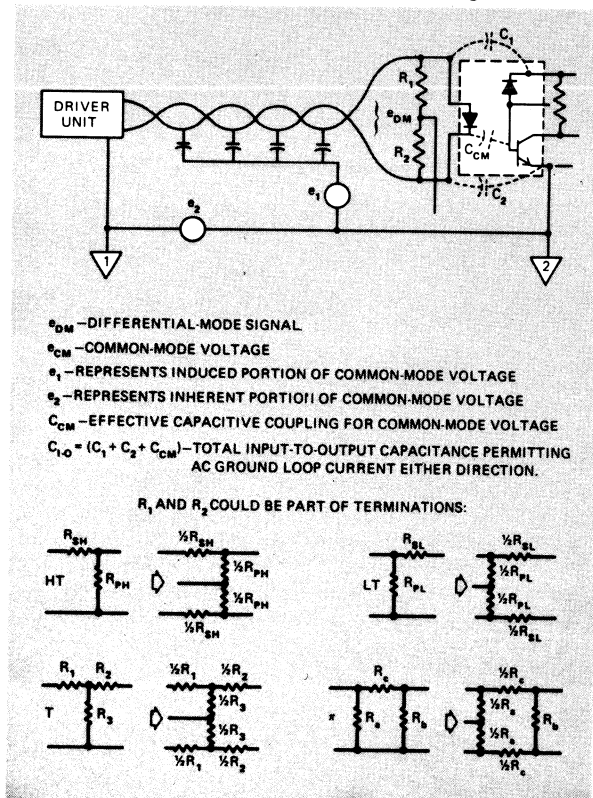 C1
DRIVER
UNIT
R1
eDM
R2
CCM
C2
e1
e2
1
2
eDM—DIFFERENTIAL-MODE SIGNAL
eCM—COMMON-MODE VOLTAGE
e1—REPRESENTS INDUCED PORTION OF COMMON-MODE VOLTAGE
e2—REPRESENTS INHERENT PORTION OF COMMON-MODE VOLTAGE
CCM—EFFECTIVE CAPACITIVE COUPLING FOR COMMON-MODE VOLTAGE
CI-O = (C1 + C2 + CCM)—TOTAL INPUT-TO-OUTPUT CAPACITANCE PERMITTING
AC GROUND LOOP CURRENT EITHER DIRECTION.
R1 AND R2 COULD BE PART OF TERMINATIONS:
RSH
HT
RPH
½RSH
½RPH
½RPH
½RSH
RSL
LT
RPL
½RSL
½RPL
½RPL
½RSL
R1 R2
T
R3
½R1 ½R2
½R3
½R3
½R1 ½R2
Rc
π
Ra
Rb
½Rc
½Ra
½Ra
Rb
½Rc